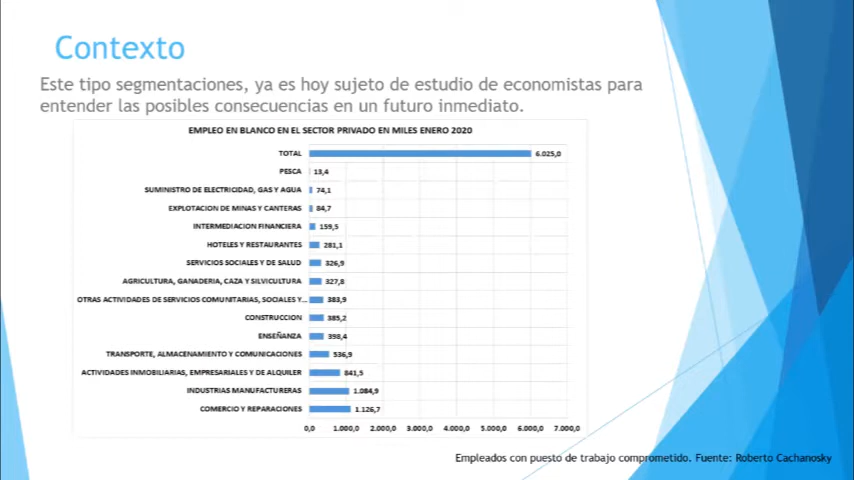 Contexto
Este tipo segmentaciones, ya es hoy sujeto de estudio de economistas para
entender las posibles consecuencias en un futuro inmediato.
EMPLEO EN BLANCO EN EL SECTOR PRIVADO EN MILES ENERO 2020
TOTAL 6.025,0
PESCA 13,4
SUMINISTRO DE ELECTRICIDAD, GAS Y AGUA 74,1
EXPLOTACION DE MINAS Y CANTERAS 84,7
INTERMEDIACION FINANCIERA 159,5
HOTELES Y RESTAURANTES 281,1
SERVICIOS SOCIALES Y DE SALUD 326,9
AGRICULTURA, GANADERIA, CAZA Y SILVICULTURA 327,8
OTRAS ACTIVIDADES DE SERVICIOS COMUNITARIAS, SOCIALES Y... 383,9
CONSTRUCCION 385,2
ENSEÑANZA 398,4
TRANSPORTE, ALMACENAMIENTO Y COMUNICACIONES 536,9
ACTIVIDADES INMOBILIARIAS, EMPRESARIALES Y DE ALQUILER 841,5
INDUSTRIAS MANUFACTURERAS 1.084,9
COMERCIO Y REPARACIONES 1.126,7
0,0 1.000,0 2.000,0 3.000,0 4.000,0 5.000,0 6.000,0 7.000,0
Empleados con puesto de trabajo comprometido. Fuente: Roberto Cachanosky